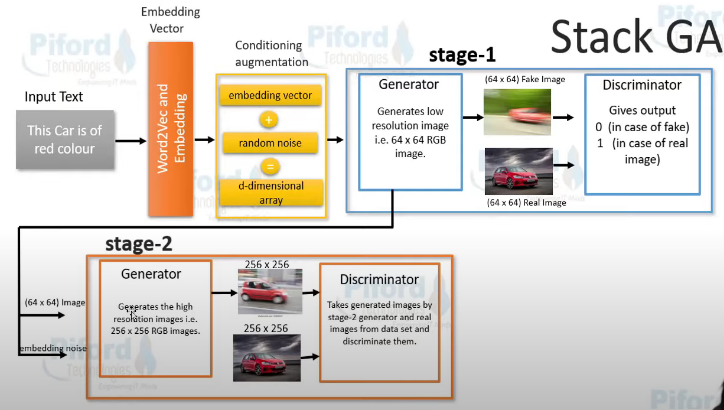 Stack GA
Embedding
Vector
Input Text
This Car is of
red colour
Word2Vec and
Embedding
Conditioning
augmentation
embedding vector
+
random noise
=
d-dimensional
array
stage-1
Generator
Generates low
resolution image
i.e. 64 x 64 RGB
image.
(64 x 64) Fake Image
(64 x 64) Real Image
Discriminator
Gives output
0 (in case of fake)
1 (in case of real
image)
stage-2
(64 x 64) Image
embedding noise
Generator
Generates the high
resolution images i.e.
256 x 256 RGB images.
256 x 256
256 x 256
Discriminator
Takes generated images by
stage-2 generator and real
images from data set and
discriminate them.
Piford
Technologies
Piford
Technologies
Piford
Technologies
Piford